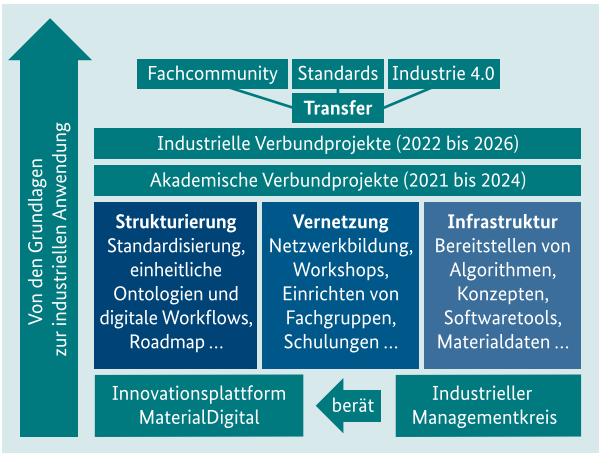 Fachcommunity
Standards
Industrie 4.0
Transfer
Industrielle Verbundprojekte (2022 bis 2026)
Akademische Verbundprojekte (2021 bis 2024)
Strukturierung
Standardisierung,
einheitliche
Ontologien und
digitale Workflows,
Roadmap ...
Vernetzung
Netzwerkbildung,
Workshops,
Einrichten von
Fachgruppen,
Schulungen ...
Infrastruktur
Bereitstellen von
Algorithmen,
Konzepten,
Softwaretools,
Materialdaten ...
Innovationsplattform
MaterialDigital
berät
Industrieller
Managementkreis
Von den Grundlagen
zur industriellen Anwendung